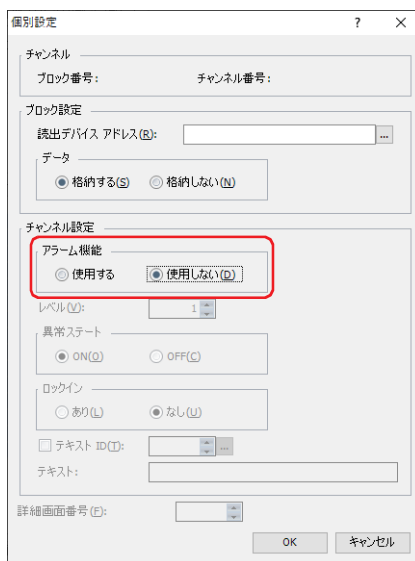 個別設定 ? ×
チャンネル
ブロック番号: チャンネル番号:
ブロック設定
読出デバイス アドレス(R): ...
データ
格納する(S) 格納しない(N)
チャンネル設定
アラーム機能
使用する 使用しない(D)
レベル(V): 1
異常ステート
ON(O) OFF(C)
ロックイン
あり(L) なし(U)
テキスト ID(T): ...
テキスト:
詳細画面番号(F):
OK キャンセル